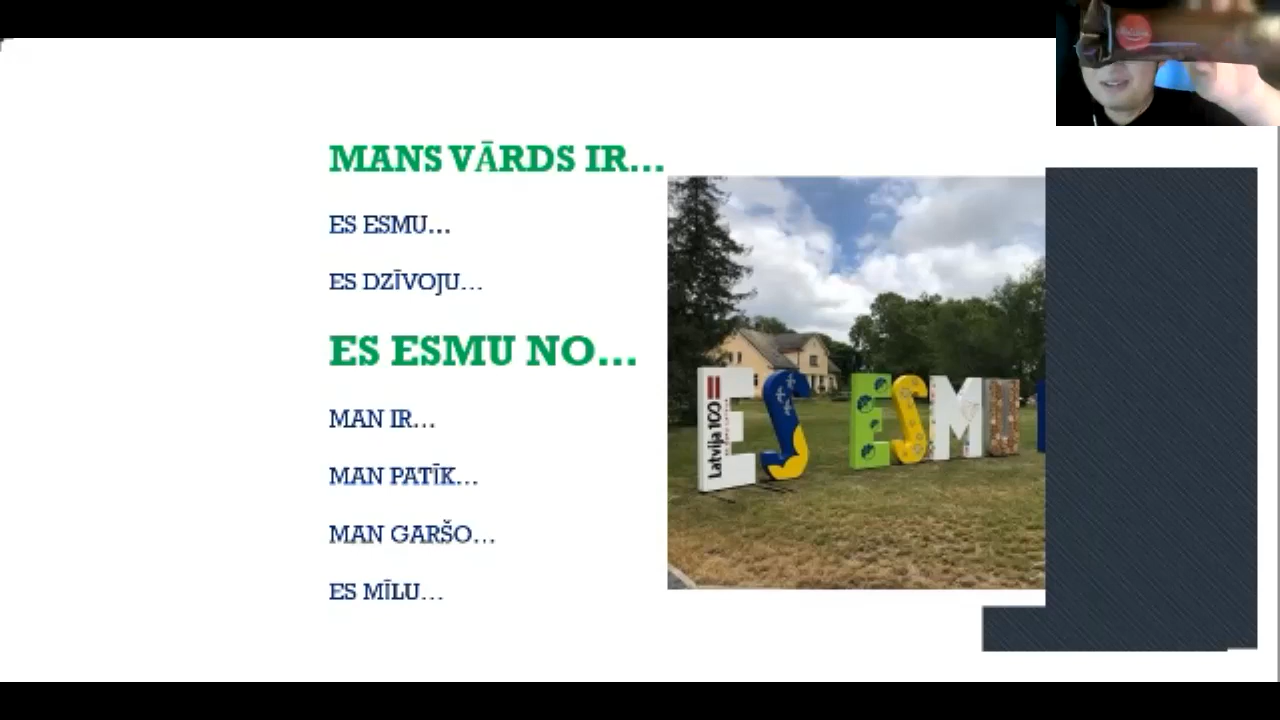 MANS VĀRDS IR...
ES ESMU...
ES DZĪVOJU...
ES ESMU NO...
MAN IR...
MAN PATĪK...
MAN GARŠO...
ES MĪLU...
ES ESMU
Latvija 100